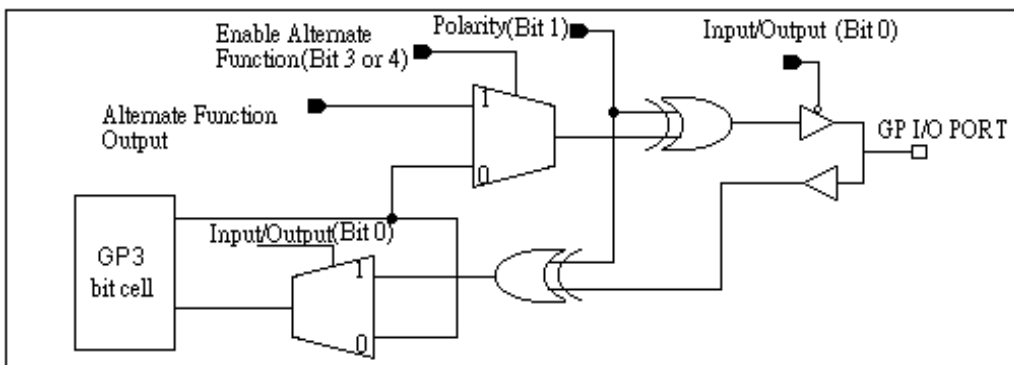 Enable Alternate
Function(Bit 3 or 4)
Polarity(Bit 1)
Input/Output (Bit 0)
1
Alternate Function
Output
GP I/O PORT
0
Input/Output(Bit 0)
GP3
bit cell
1
0